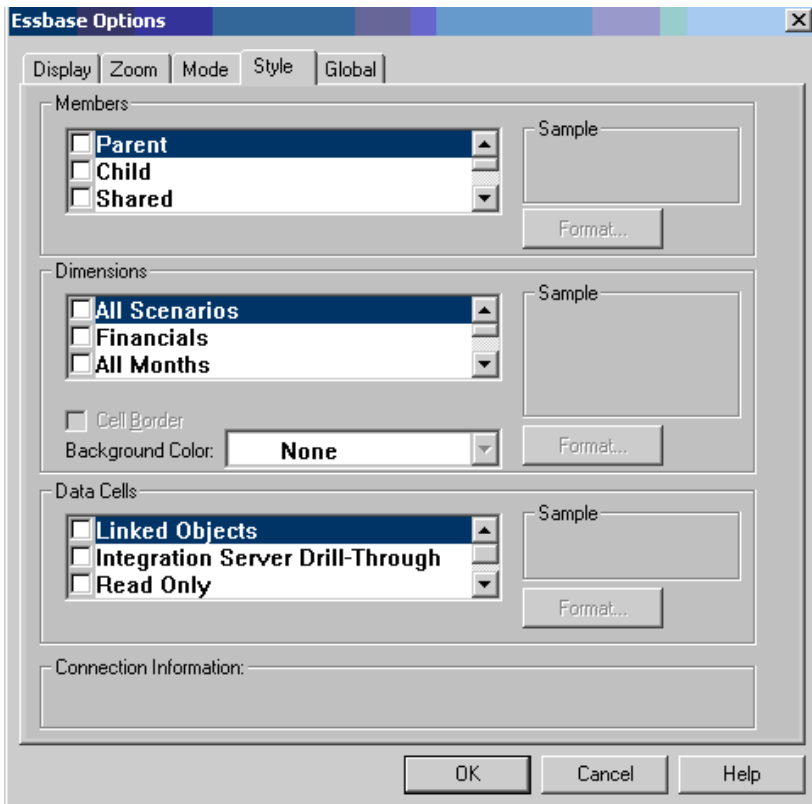 Essbase Options
Display Zoom Mode Style Global
Members
Parent
Child
Shared
Sample
Format...
Dimensions
All Scenarios
Financials
All Months
Sample
Cell Border
Background Color: None
Format...
Data Cells
Linked Objects
Integration Server Drill-Through
Read Only
Sample
Format...
Connection Information:
OK Cancel Help